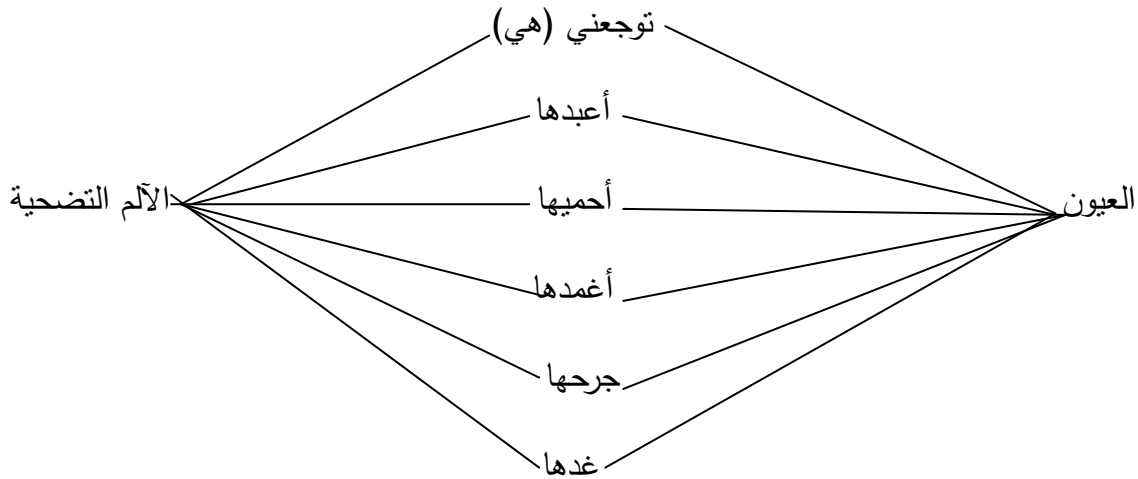 توجعني (هي)
أعبدها
العيون
أحميها
الآلم التضحية
أغمدها
جرحها
غدها